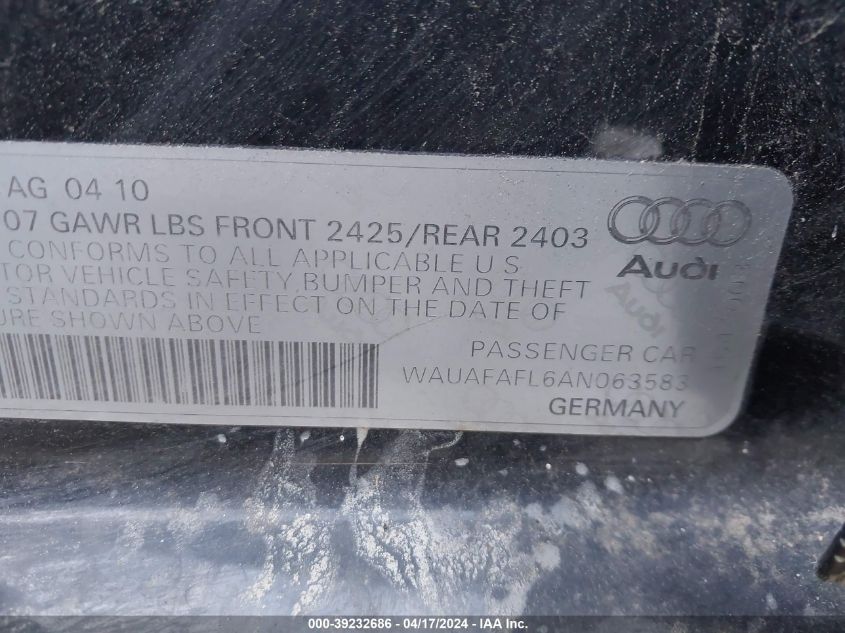 AG 04 10
07 GAWR LBS FRONT 2425/REAR 2403
CONFORMS TO ALL APPLICABLE U S
TOR VEHICLE SAFETY, BUMPER AND THEFT
STANDARDS IN EFFECT ON THE DATE OF
URE SHOWN ABOVE
Audi
PASSENGER CAR
WAUAFAFL6AN063583
GERMANY
000-39232686 - 04/17/2024 - IAA Inc.